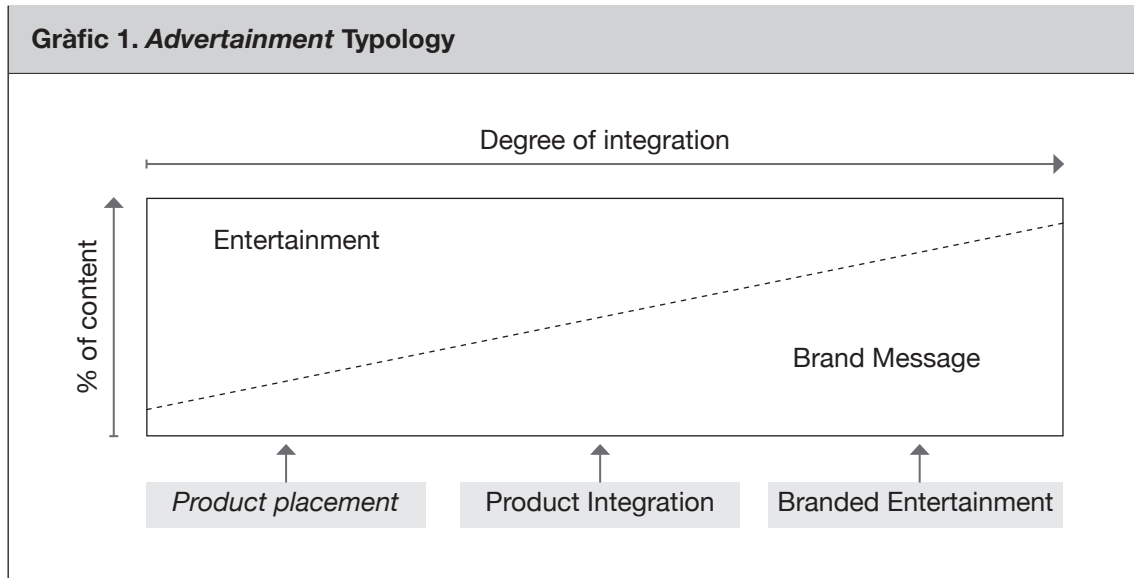 Gràfic 1. Advertainment Typology
Degree of integration
% of content
Entertainment
Brand Message
Product placement
Product Integration
Branded Entertainment